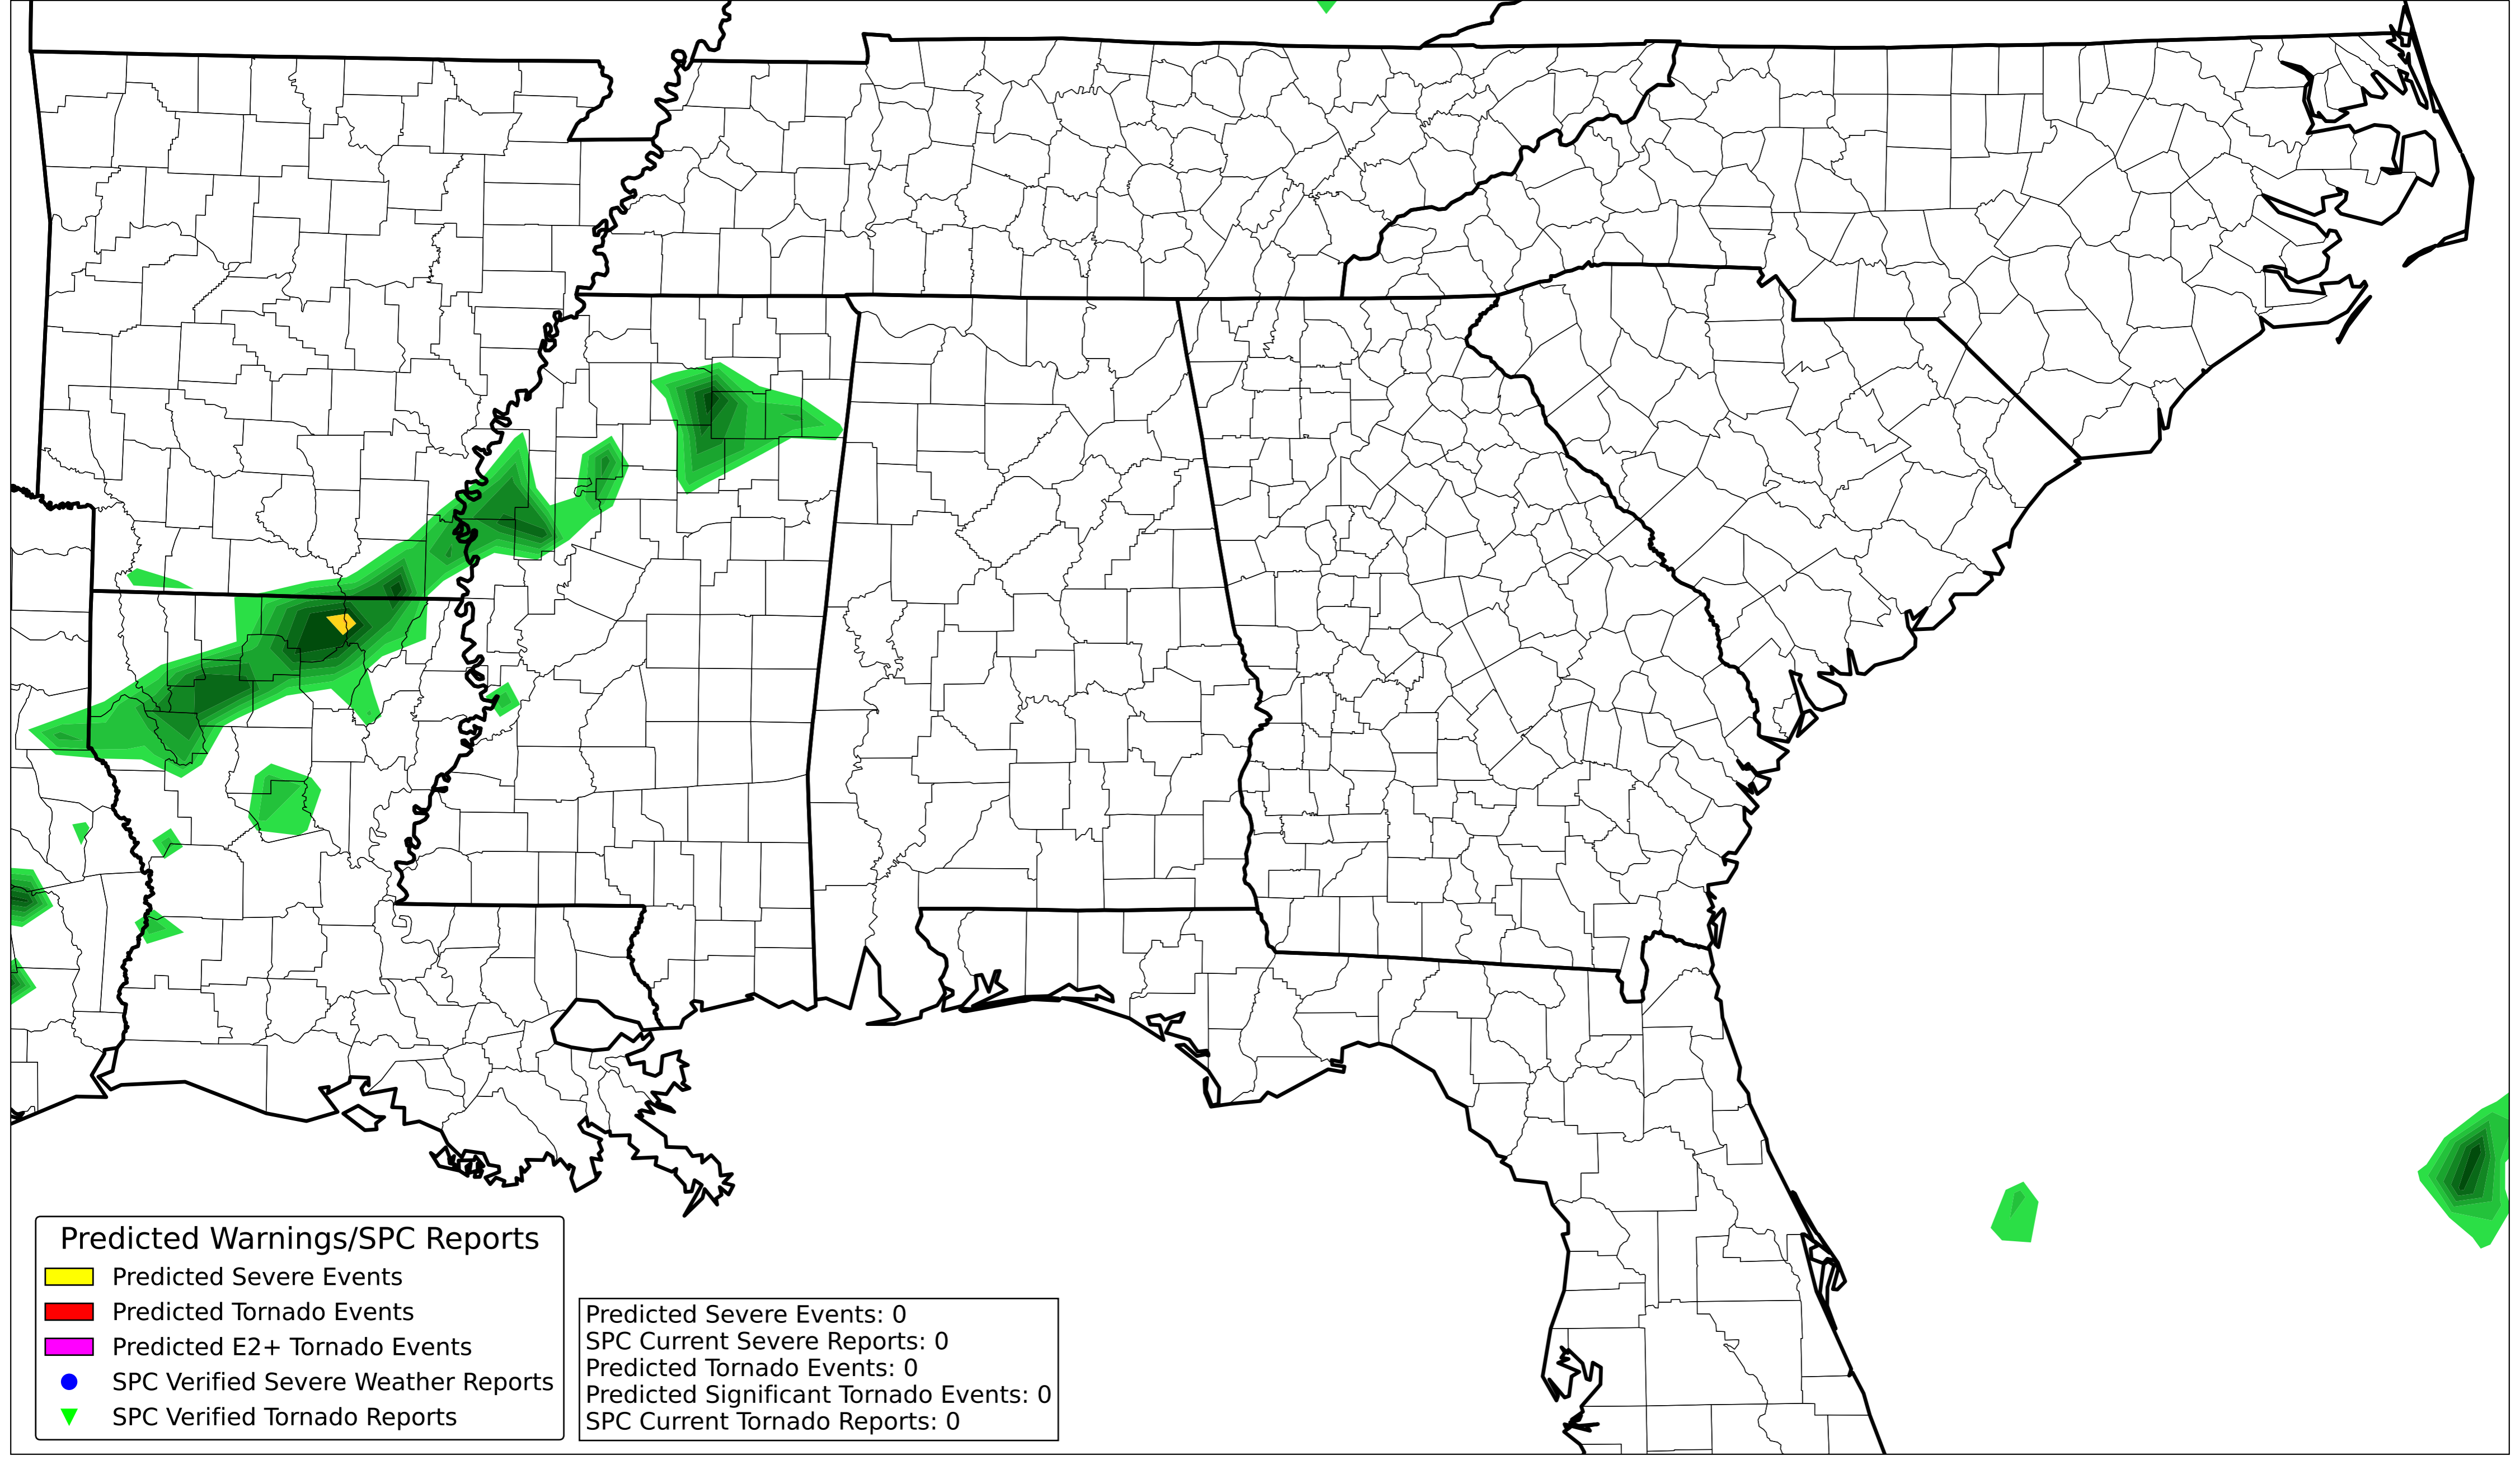 Predicted Warnings/SPC Reports
Predicted Severe Events
Predicted Tornado Events
Predicted E2+ Tornado Events
SPC Verified Severe Weather Reports
SPC Verified Tornado Reports
Predicted Severe Events: 0
SPC Current Severe Reports: 0
Predicted Tornado Events: 0
Predicted Significant Tornado Events: 0
SPC Current Tornado Reports: 0